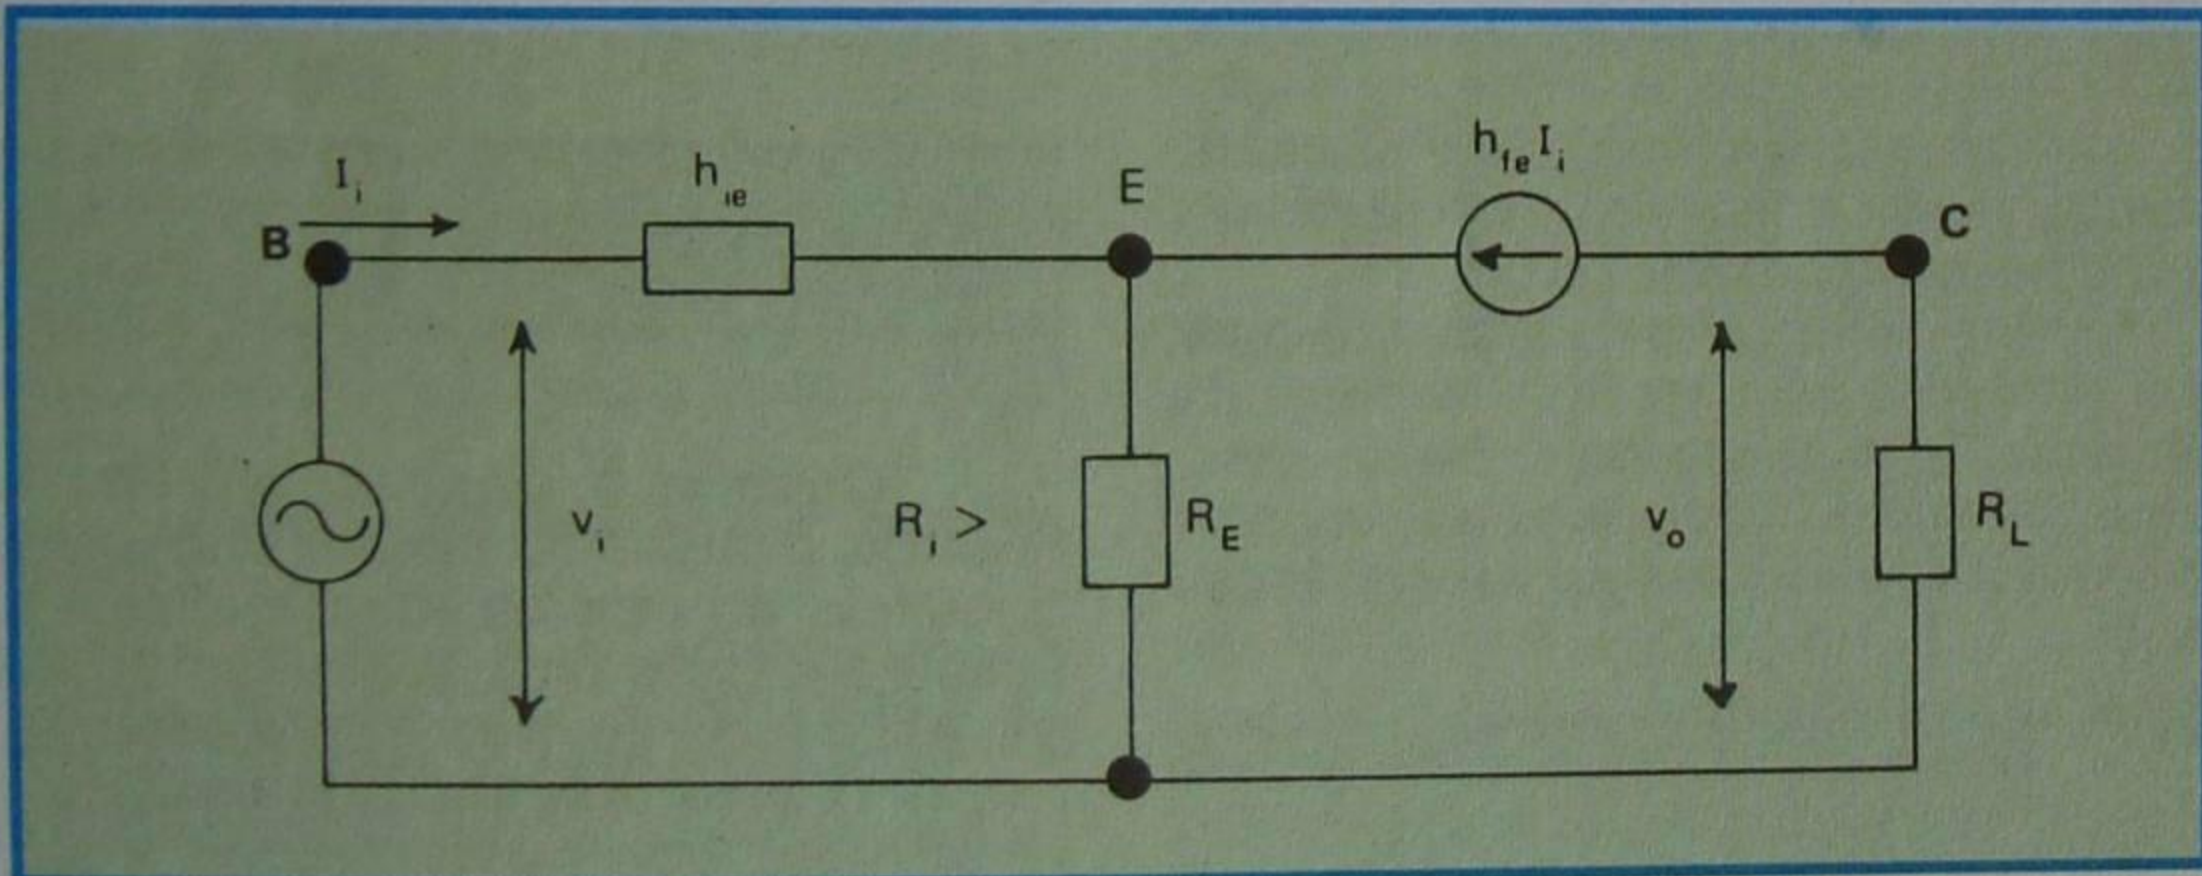 h_fe I_i
I_i
h_ie
E
B
C
v_i
R_i >
R_E
v_o
R_L